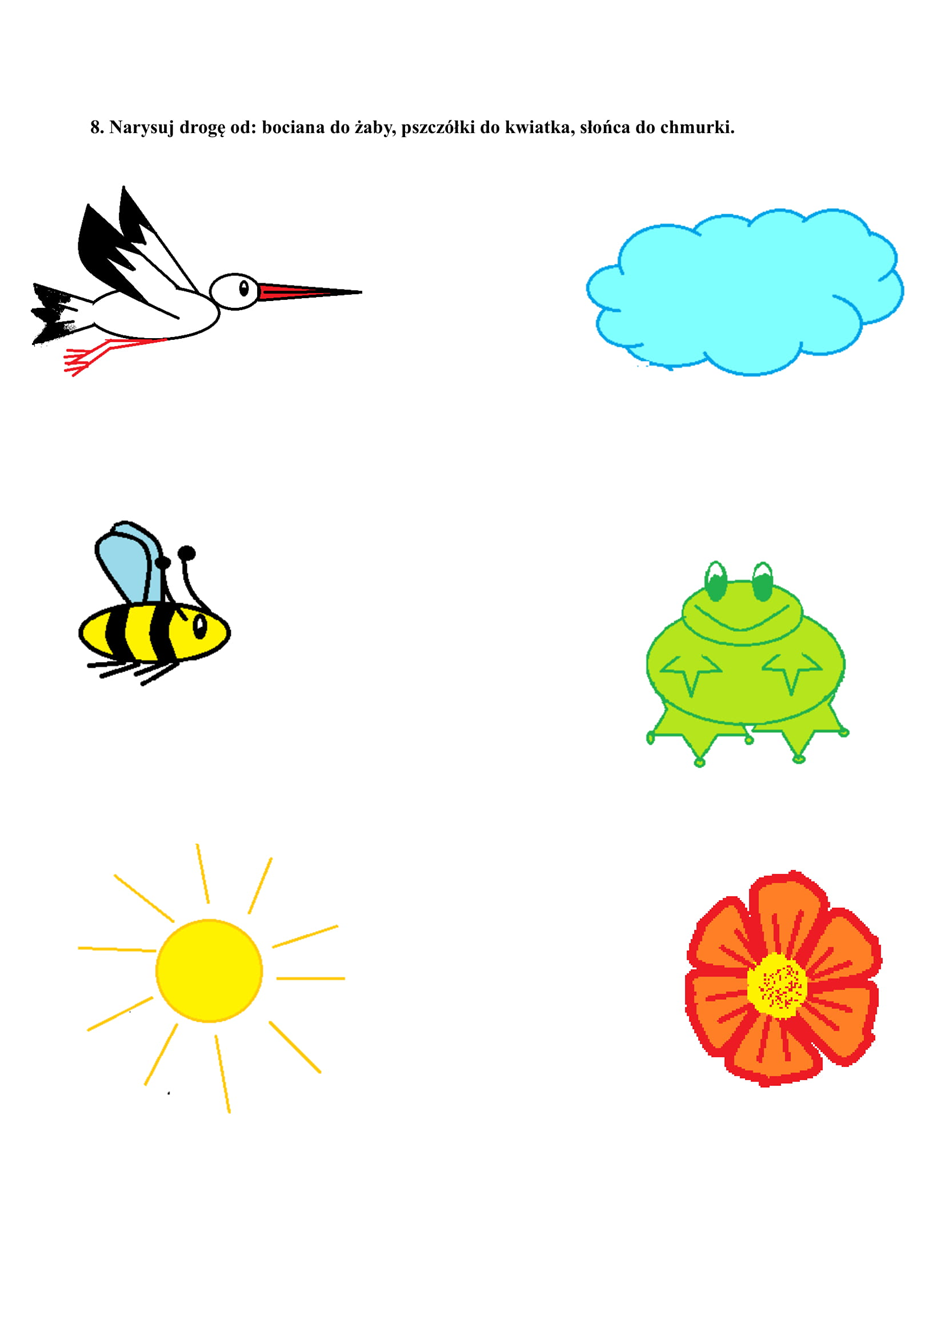 8. Narysuj drogę od: bociana do żaby, pszczółki do kwiatka, słońca do chmurki.